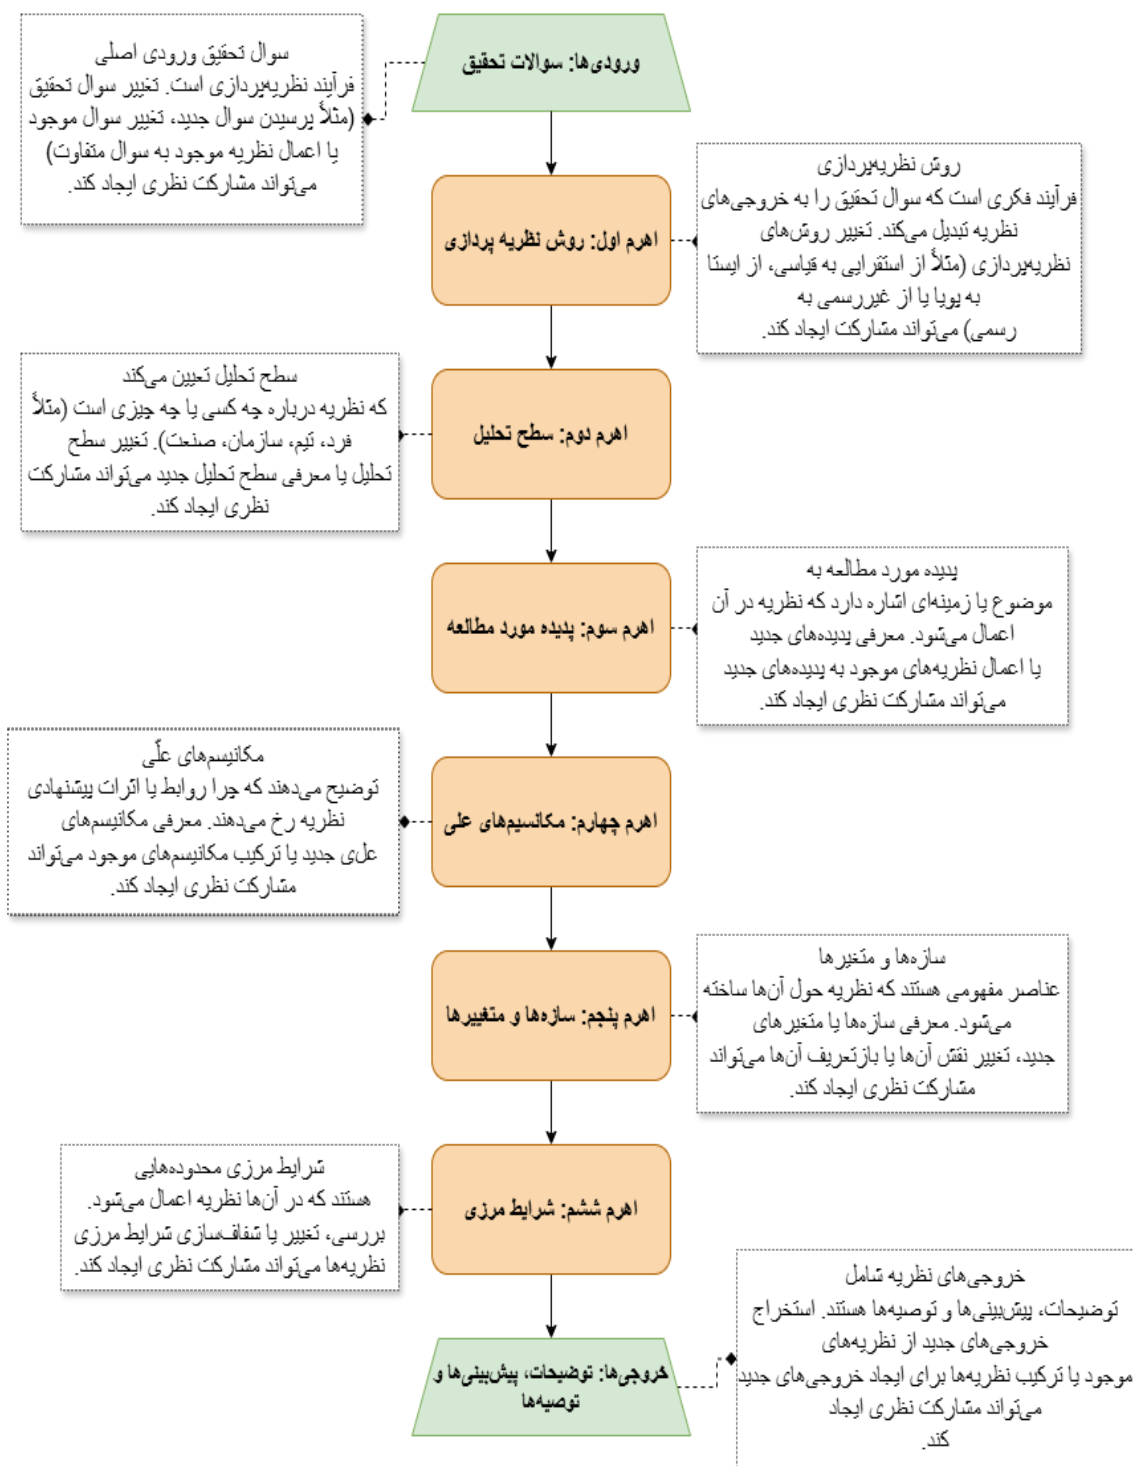 ورودی‌ها: سوالات تحقیق
سوال تحقیق ورودی اصلی
فرآیند نظریه‌پردازی است. تغییر سوال تحقیق
(مثلاً پرسیدن سوال جدید، تغییر سوال موجود
یا اعمال نظریه موجود به سوال متفاوت)
می‌تواند مشارکت نظری ایجاد کند.
اهرم اول: روش نظریه پردازی
روش نظریه‌پردازی
فرآیند فکری است که سوال تحقیق را به خروجی‌های
نظریه تبدیل می‌کند. تغییر روش‌های
نظریه‌پردازی (مثلاً از استقرایی به قیاسی، از ایستا
به پویا یا از غیررسمی به
رسمی) می‌تواند مشارکت ایجاد کند.
اهرم دوم: سطح تحلیل
سطح تحلیل تعیین می‌کند
که نظریه درباره چه کسی یا چه چیزی است (مثلاً
فرد، تیم، سازمان، صنعت). تغییر سطح
تحلیل یا معرفی سطح تحلیل جدید می‌تواند مشارکت
نظری ایجاد کند.
اهرم سوم: پدیده مورد مطالعه
پدیده مورد مطالعه به
موضوع یا زمینه‌ای اشاره دارد که نظریه در آن
اعمال می‌شود. معرفی پدیده‌های جدید
یا اعمال نظریه‌های موجود به پدیده‌های جدید
می‌تواند مشارکت نظری ایجاد کند.
اهرم چهارم: مکانسیم‌های علی
مکانیسم‌های علّی
توضیح می‌دهند که چرا روابط یا اثرات پیشنهادی
نظریه رخ می‌دهند. معرفی مکانیسم‌های
عل‌ی جدید یا ترکیب مکانیسم‌های موجود می‌تواند
مشارکت نظری ایجاد کند.
اهرم پنجم: سازه‌ها و متغییرها
سازه‌ها و متغیرها
عناصر مفهومی هستند که نظریه حول آن‌ها ساخته
می‌شود. معرفی سازه‌ها یا متغیرهای
جدید، تغییر نقش آن‌ها یا بازتعریف آن‌ها می‌تواند
مشارکت نظری ایجاد کند.
اهرم ششم: شرایط مرزی
شرایط مرزی محدوده‌هایی
هستند که در آن‌ها نظریه اعمال می‌شود.
بررسی، تغییر یا شفاف‌سازی شرایط مرزی
نظریه‌ها می‌تواند مشارکت نظری ایجاد کند.
خروجی‌ها: توضیحات، پیش‌بینی‌ها و
توصیه‌ها
خروجی‌های نظریه شامل
توضیحات، پیش‌بینی‌ها و توصیه‌ها هستند. استخراج
خروجی‌های جدید از نظریه‌های
موجود یا ترکیب نظریه‌ها برای ایجاد خروجی‌های جدید
می‌تواند مشارکت نظری ایجاد
کند.